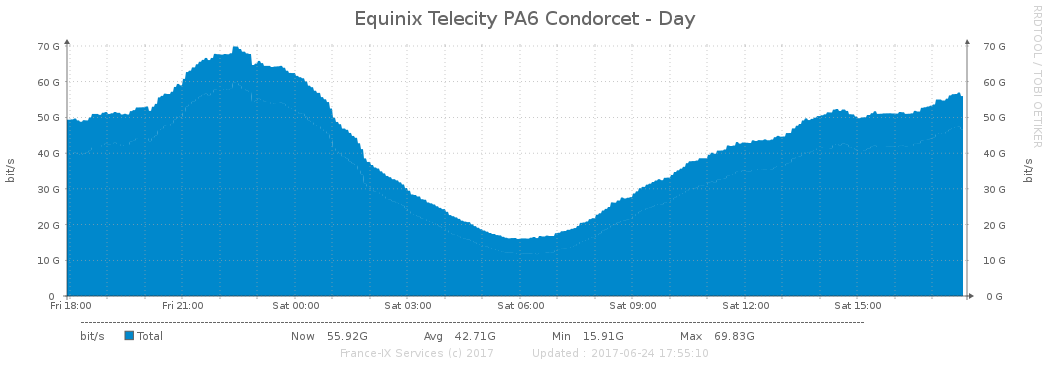 Equinix Telecity PA6 Condorcet - Day
RRDTOOL / TOBI OETIKER
bit/s
70 G
60 G
50 G
40 G
30 G
20 G
10 G
0
70 G
60 G
50 G
40 G
30 G
20 G
10 G
0 G
bit/s
Fri 18:00 Fri 21:00 Sat 00:00 Sat 03:00 Sat 06:00 Sat 09:00 Sat 12:00 Sat 15:00
bit/s Total Now 55.92G Avg 42.71G Min 15.91G Max 69.83G
France-IX Services (c) 2017 Updated : 2017-06-24 17:55:10